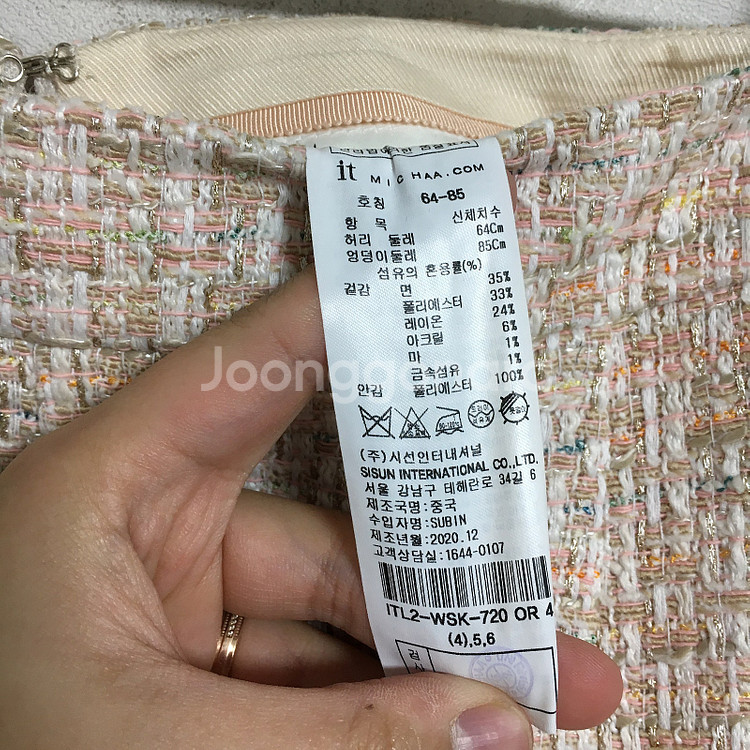 it MICHAA.COM
호칭 64-85
항 목 신체치수
허리 둘레 64Cm
엉덩이둘레 85Cm
섬유의 혼용률(%)
겉감 면 35%
폴리에스터 33%
레이온 24%
아크릴 6%
마 1%
금속섬유 1%
안감 폴리에스터 100%
(주)시선인터내셔널
SISUN INTERNATIONAL CO.,LTD.
서울 강남구 테헤란로 34길 6
제조국명:중국
수입자명:SUBIN
제조년월:2020.12
고객상담실:1644-0107
ITL2-WSK-720 OR 4
(4),5,6
검